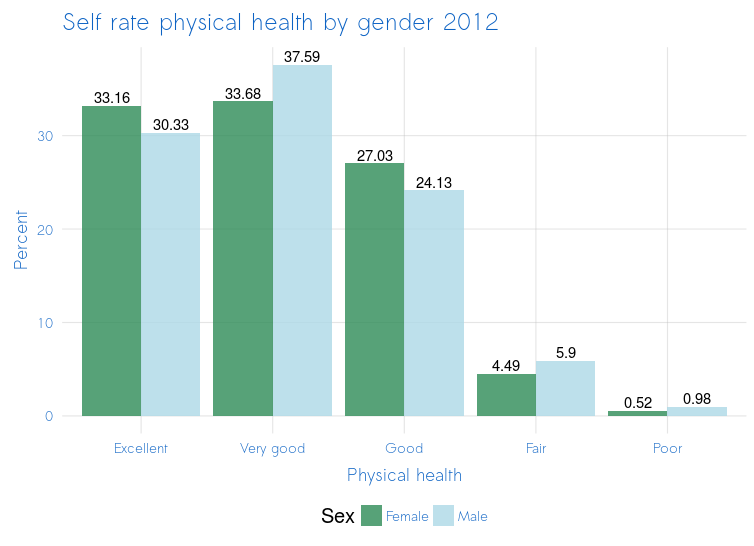 Self rate physical health by gender 2012
37.59
33.16
33.68
30.33
27.03
24.13
5.9
4.49
0.52
0.98
30
20
10
0
Percent
Excellent Very good Good Fair Poor
Physical health
Sex Female Male